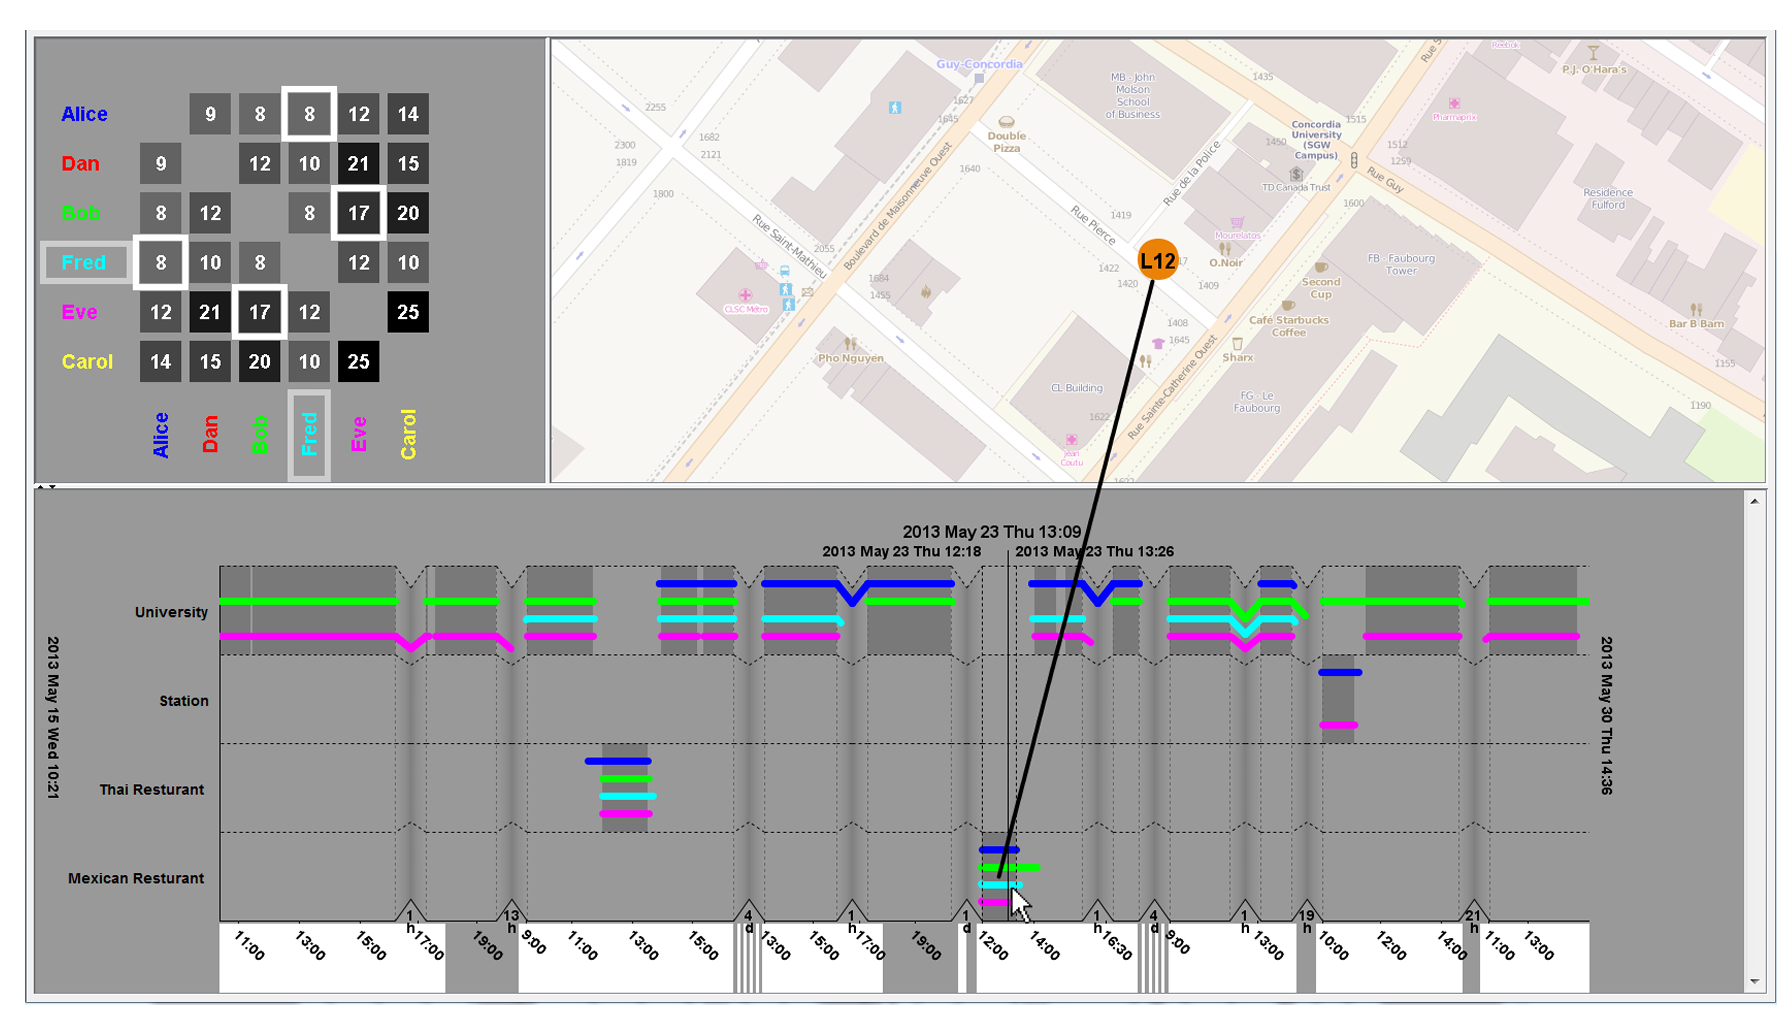 Alice 9 8 8 12 14
Dan 9 12 10 21 15
Bob 8 12 8 17 20
Fred 8 10 8 12 10
Eve 12 21 17 12 25
Carol 14 15 20 10 25
Alice Dan Bob Fred Eve Carol
Guy-Concordia
MB - John
Molson
School
of Business
1435
Reebok
P.J. O'Hara's
Rue S
2255
1627
1645
1682
2121
2300
1819
Double
Pizza
1640
Concordia
University
(SGW
Campus)
1515
1450
1512
1259
Pharmaprix
TD Canada Trust
Rue Guy
Residence
Fulford
1800
Rue de la Police
Boulevard de Maisonneuve Ouest
Rue Saint-Mathieu
Rue Pierce
1419
1600
Mourelatos
2055
1684
1455
1422
1420
L12
17
O.Noir
1409
FB - Faubourg
Tower
Second
Cup
CLSC Métro
Café Starbucks
Coffee
1408
1645
Sharx
Bar B Barn
1155
Pho Nguyen
Rue Sainte-Catherine Ouest
CL Building
FG - Le
Faubourg
1190
1622
Jean
Coutu
1622
2013 May 23 Thu 13:09
2013 May 23 Thu 12:18 2013 May 23 Thu 13:26
University
Station
Thai Resturant
Mexican Resturant
2013 May 15 Wed 10:21
2013 May 30 Thu 14:36
1 h 13 h 4 d 1 h 1 d 1 h 4 d 1 h 19 h 21 h
11:00 13:00 15:00 17:00 19:00 9:00 11:00 13:00 15:00 13:00 15:00 17:00 19:00 12:00 14:00 16:30 9:00 13:00 10:00 12:00 14:00 11:00 13:00